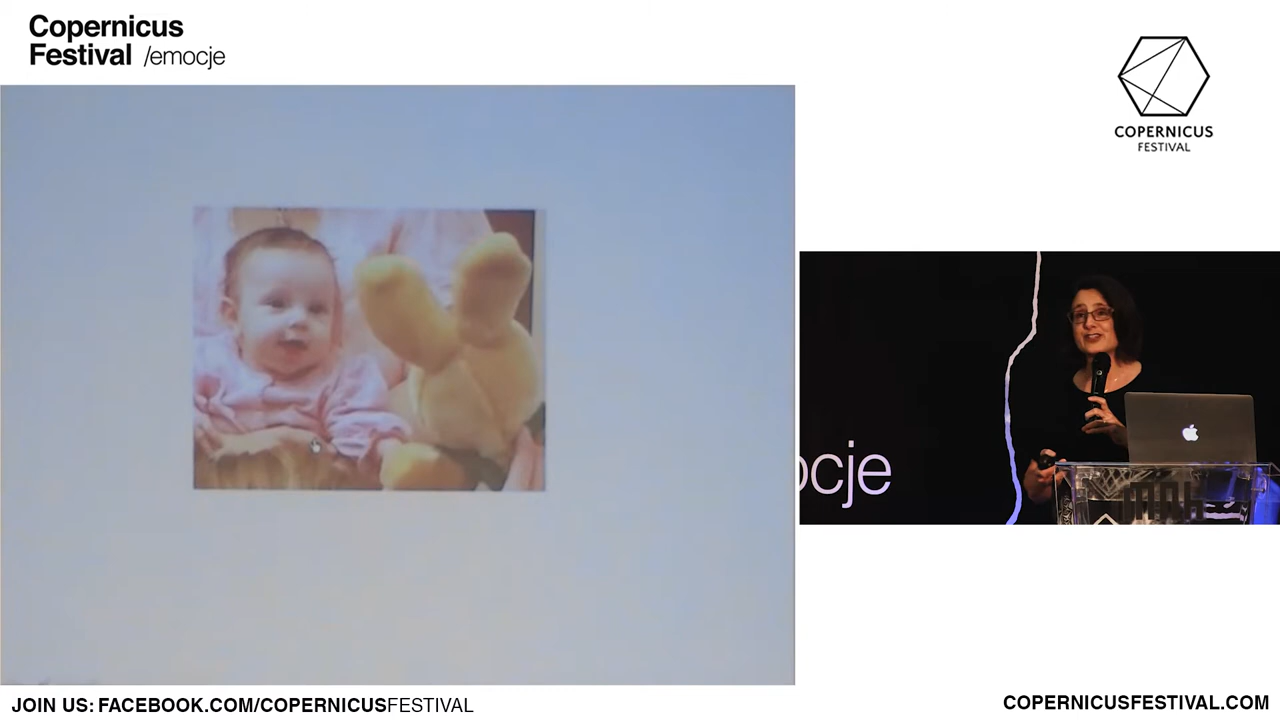 Copernicus
Festival /emocje
COPERNICUS
FESTIVAL
ocje
JOIN US: FACEBOOK.COM/COPERNICUSFESTIVAL
COPERNICUSFESTIVAL.COM